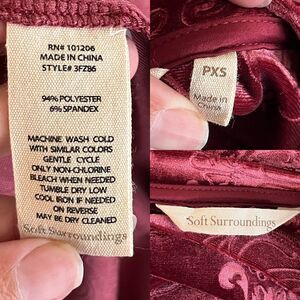 RN# 101206
MADE IN CHINA
STYLE# 3FZ86
94% POLYESTER
6% SPANDEX
MACHINE WASH COLD
WITH SIMILAR COLORS
GENTLE CYCLE
ONLY NON-CHLORINE
BLEACH WHEN NEEDED
TUMBLE DRY LOW
COOL IRON IF NEEDED
ON REVERSE
MAY BE DRY CLEANED
Soft Surroundings
PXS
Made in
China
Soft Surroundings